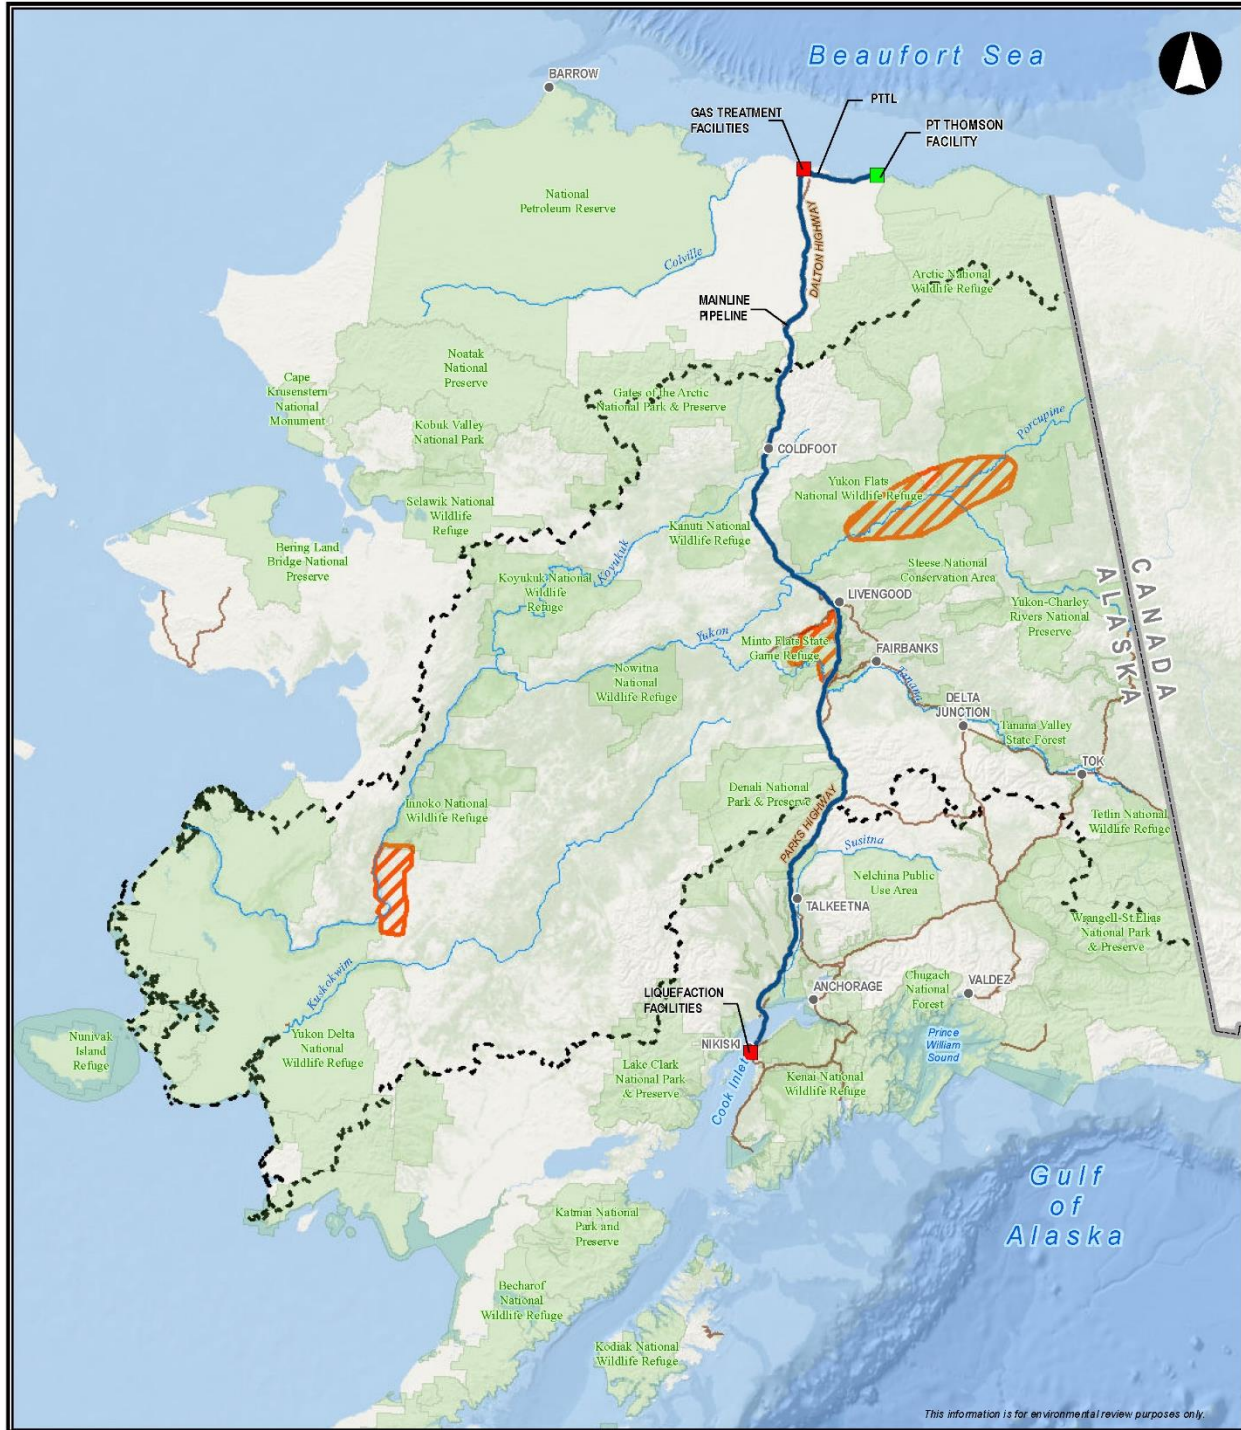 Beaufort Sea
BARROW
PTTL
GAS TREATMENT
FACILITIES
PT THOMSON
FACILITY
National
Petroleum Reserve
DALTON HIGHWAY
Colville
Arctic National
Wildlife Refuge
MAINLINE
PIPELINE
Noatak
National
Preserve
Cape
Krusenstern
National
Monument
Gates of the Arctic
National Park & Preserve
Kobuk Valley
National Park
Porcupine
COLDFOOT
Yukon Flats
National Wildlife Refuge
Selawik National
Wildlife
Refuge
Kanuti National
Wildlife Refuge
Bering Land
Bridge National
Preserve
Koyukuk
Koyukuk National
Wildlife
Refuge
Steese National
Conservation Area
CANADA
ALASKA
LIVENGOOD
Yukon-Charley
Rivers National
Preserve
Yukon
Minto Flats State
Game Refuge
FAIRBANKS
Nowitna
National
Wildlife Refuge
Tanana
DELTA
JUNCTION
Tanana Valley
State Forest
TOK
Denali National
Park & Preserve
Innoko National
Wildlife Refuge
PARKS HIGHWAY
Tetlin National
Wildlife Refuge
Susitna
Nelchina Public
Use Area
TALKEETNA
Wrangell-St.Elias
National Park
& Preserve
Kuskokwim
LIQUEFACTION
FACILITIES
ANCHORAGE
Chugach
National
Forest
VALDEZ
Nunivak
Island
Refuge
Yukon Delta
National
Wildlife Refuge
NIKISKI
Prince
William
Sound
Lake Clark
National Park
& Preserve
Cook Inlet
Kenai National
Wildlife Refuge
Gulf
of
Alaska
Katmai National
Park and
Preserve
Becharof
National
Wildlife Refuge
Kodiak National
Wildlife Refuge
This information is for environmental review purposes only.